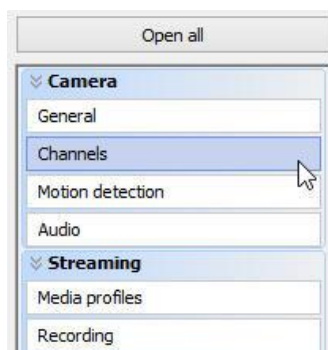 Open all
Camera
General
Channels
Motion detection
Audio
Streaming
Media profiles
Recording